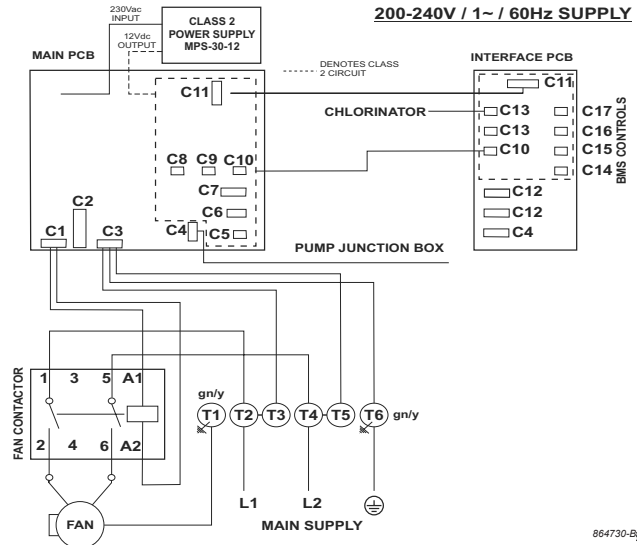 200-240V / 1~ / 60Hz SUPPLY
230Vac
INPUT
12Vdc
OUTPUT
CLASS 2
POWER SUPPLY
MPS-30-12
MAIN PCB
DENOTES CLASS
2 CIRCUIT
INTERFACE PCB
C11
C11
CHLORINATOR
C13
C17
C13
C16
C10
C15
C14
BMS CONTROLS
C8 C9 C10
C7
C6
C5
C4
C2
C1
C3
C12
C12
C4
PUMP JUNCTION BOX
FAN CONTACTOR
1 3 5 A1
2 4 6 A2
gn/y
T1 T2 T3 T4 T5 T6
gn/y
L1 L2
MAIN SUPPLY
FAN